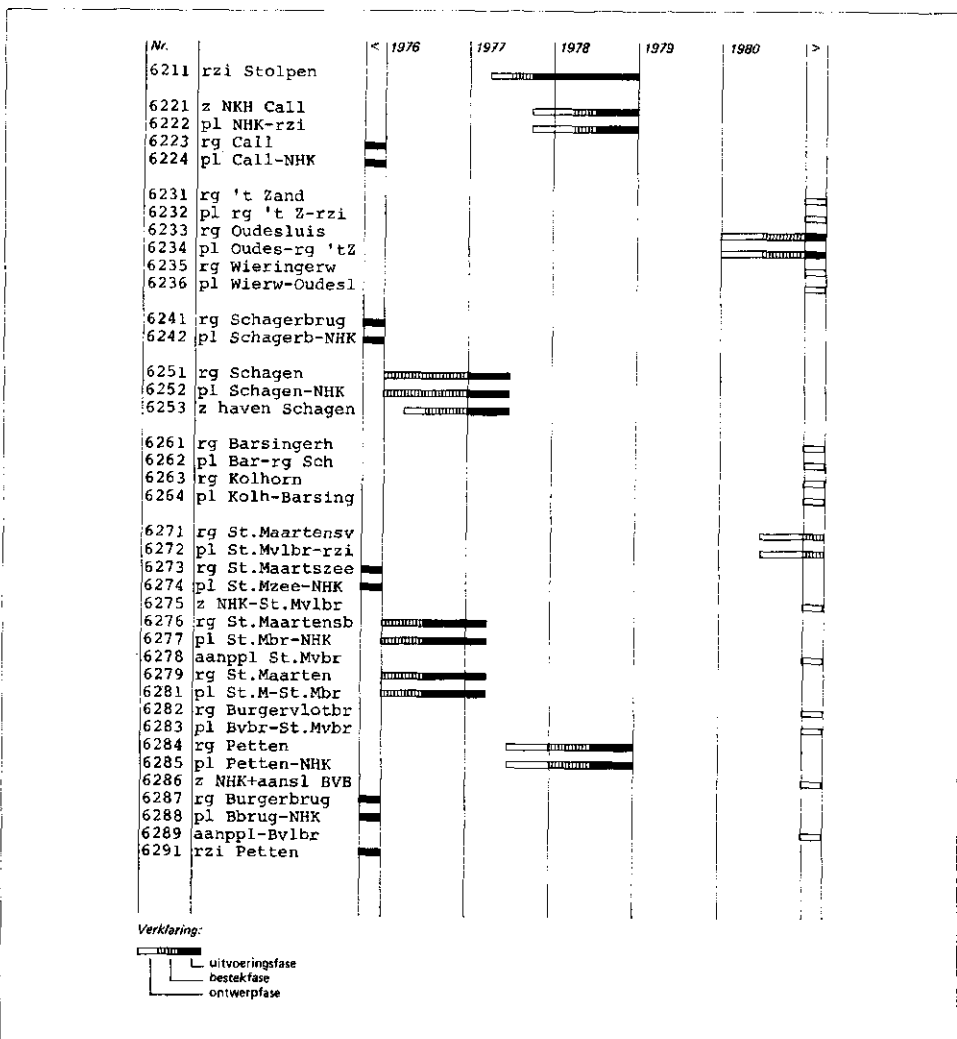 Nr. < 1976 1977 1978 1979 1980 >
6211 rzi Stolpen
6221 z NKH Call
6222 pl NHK-rzi
6223 rg Call
6224 pl Call-NHK
6231 rg 't Zand
6232 pl rg 't Z-rzi
6233 rg Oudesluis
6234 pl Oudes-rg 'tZ
6235 rg Wieringerw
6236 pl Wierw-Oudesl
6241 rg Schagerbrug
6242 pl Schagerb-NHK
6251 rg Schagen
6252 pl Schagen-NHK
6253 z haven Schagen
6261 rg Barsingerh
6262 pl Bar-rg Sch
6263 rg Kolhorn
6264 pl Kolh-Barsing
6271 rg St.Maartensv
6272 pl St.Mvlbr-rzi
6273 rg St.Maartszee
6274 pl St.Mzee-NHK
6275 z NHK-St.Mvlbr
6276 rg St.Maartensb
6277 pl St.Mbr-NHK
6278 aanppl St.Mvbr
6279 rg St.Maarten
6281 pl St.M-St.Mbr
6282 rg Burgervlotbr
6283 pl Bvbr-St.Mvbr
6284 rg Petten
6285 pl Petten-NHK
6286 z NHK+aansl BVB
6287 rg Burgerbrug
6288 pl Bbrug-NHK
6289 aanppl-Bvlbr
6291 rzi Petten
Verklaring:
uitvoeringsfase
bestekfase
ontwerpfase